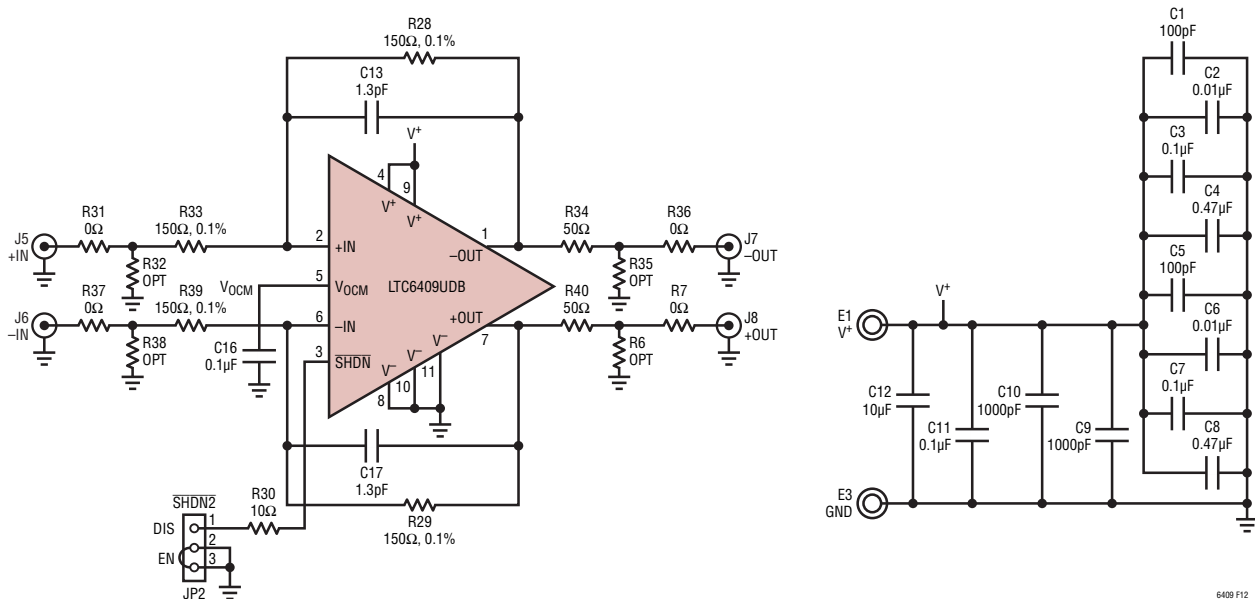 R28
150Ω, 0.1%
C13
1.3pF
V+
4
9
V+
V+
J5
+IN
R31
0Ω
R33
150Ω, 0.1%
R32
OPT
2
+IN
1
–OUT
R34
50Ω
R36
0Ω
J7
–OUT
R35
OPT
VOCM
5
VOCM
LTC6409UDB
J6
–IN
R37
0Ω
R39
150Ω, 0.1%
R38
OPT
6
–IN
+OUT
7
R40
50Ω
R7
0Ω
J8
+OUT
R6
OPT
C16
0.1µF
3
SHDN
V–
V–
V–
8
10
11
C17
1.3pF
R29
150Ω, 0.1%
SHDN2
DIS
EN
1
2
3
JP2
R30
10Ω
C1
100pF
C2
0.01µF
C3
0.1µF
C4
0.47µF
C5
100pF
C6
0.01µF
C7
0.1µF
C8
0.47µF
E1
V+
V+
C12
10µF
C11
0.1µF
C10
1000pF
C9
1000pF
E3
GND
6409 F12